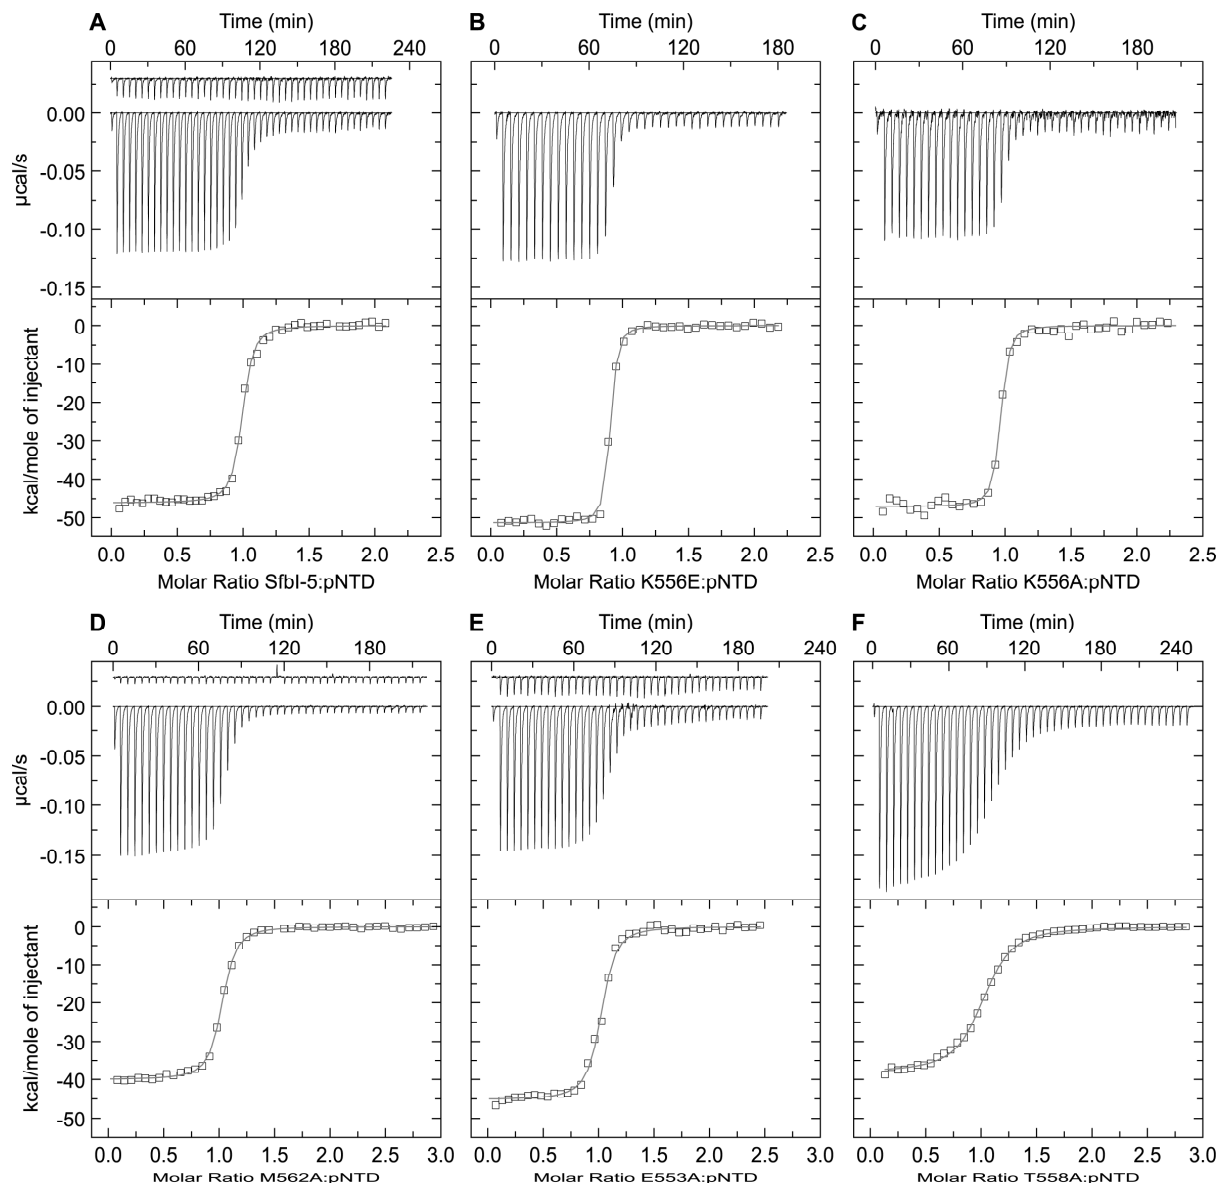 A Time (min) B Time (min) C Time (min)
0 60 120 180 240 0 60 120 180 0 60 120 180
0.00
-0.05
-0.10
-0.15
µcal/s
0
-10
-20
-30
-40
-50
kcal/mole of injectant
0.0 0.5 1.0 1.5 2.0 2.5 0.0 0.5 1.0 1.5 2.0 2.5 0.0 0.5 1.0 1.5 2.0 2.5
Molar Ratio SfbI-5:pNTD Molar Ratio K556E:pNTD Molar Ratio K556A:pNTD
D Time (min) E Time (min) F Time (min)
0 60 120 180 0 60 120 180 240 0 60 120 180 240
0.00
-0.05
-0.10
-0.15
µcal/s
0
-10
-20
-30
-40
-50
kcal/mole of injectant
0.0 0.5 1.0 1.5 2.0 2.5 3.0 0.0 0.5 1.0 1.5 2.0 2.5 3.0 0.0 0.5 1.0 1.5 2.0 2.5 3.0
Molar Ratio M562A:pNTD Molar Ratio E553A:pNTD Molar Ratio T558A:pNTD